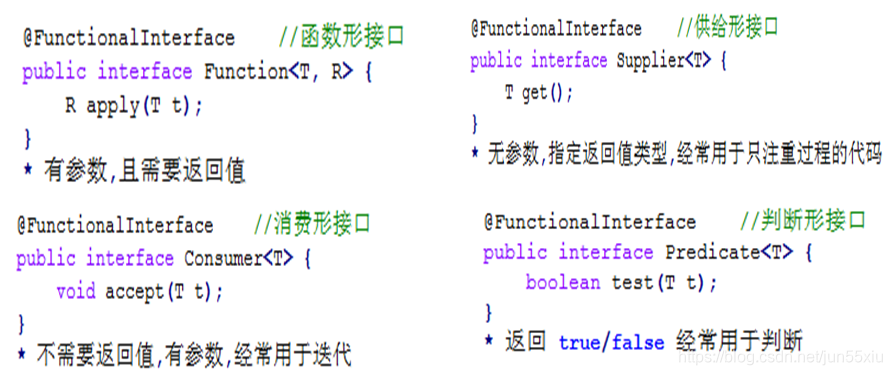 @FunctionalInterface //函数形接口
public interface Function<T, R> {
R apply(T t);
}
* 有参数,且需要返回值
@FunctionalInterface //供给形接口
public interface Supplier<T> {
T get();
}
* 无参数,指定返回值类型,经常用于只注重过程的代码
@FunctionalInterface //消费形接口
public interface Consumer<T> {
void accept(T t);
}
* 不需要返回值,有参数,经常用于迭代
@FunctionalInterface //判断形接口
public interface Predicate<T> {
boolean test(T t);
}
* 返回 true/false 经常用于判断
https://blog.csdn.net/jun55xiu